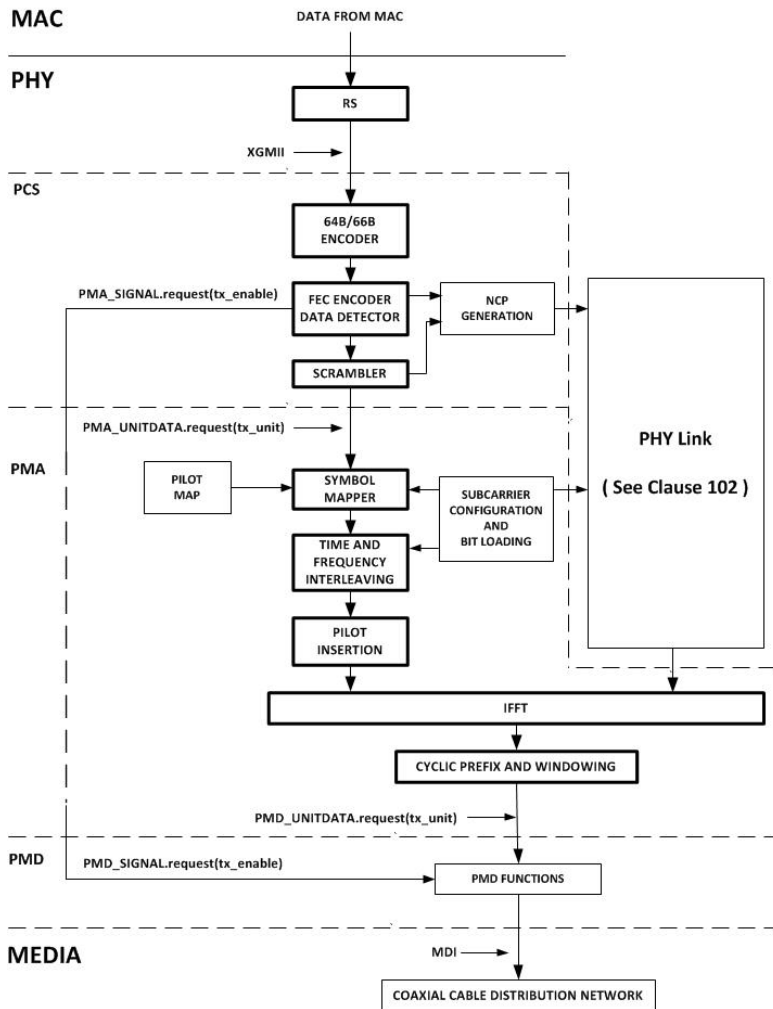 MAC
DATA FROM MAC
PHY
RS
XGMII
PCS
64B/66B
ENCODER
PMA_SIGNAL.request(tx_enable)
FEC ENCODER
DATA DETECTOR
NCP
GENERATION
SCRAMBLER
PMA_UNITDATA.request(tx_unit)
PHY Link
( See Clause 102 )
PMA
PILOT
MAP
SYMBOL
MAPPER
SUBCARRIER
CONFIGURATION
AND
BIT LOADING
TIME AND
FREQUENCY
INTERLEAVING
PILOT
INSERTION
IFFT
CYCLIC PREFIX AND WINDOWING
PMD_UNITDATA.request(tx_unit)
PMD
PMD_SIGNAL.request(tx_enable)
PMD FUNCTIONS
MEDIA
MDI
COAXIAL CABLE DISTRIBUTION NETWORK